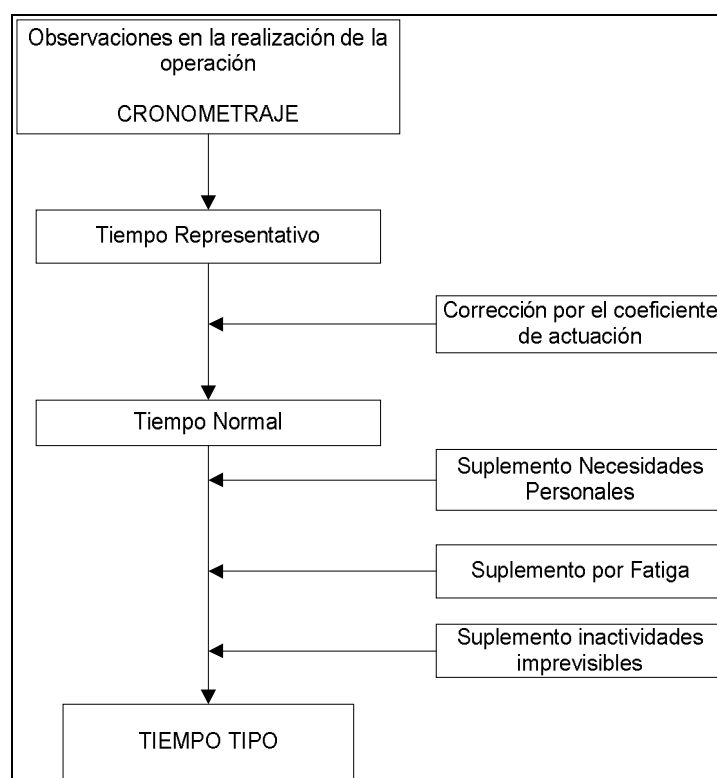 Observaciones en la realización de la
operación
CRONOMETRAJE
Tiempo Representativo
Corrección por el coeficiente
de actuación
Tiempo Normal
Suplemento Necesidades
Personales
Suplemento por Fatiga
Suplemento inactividades
imprevisibles
TIEMPO TIPO